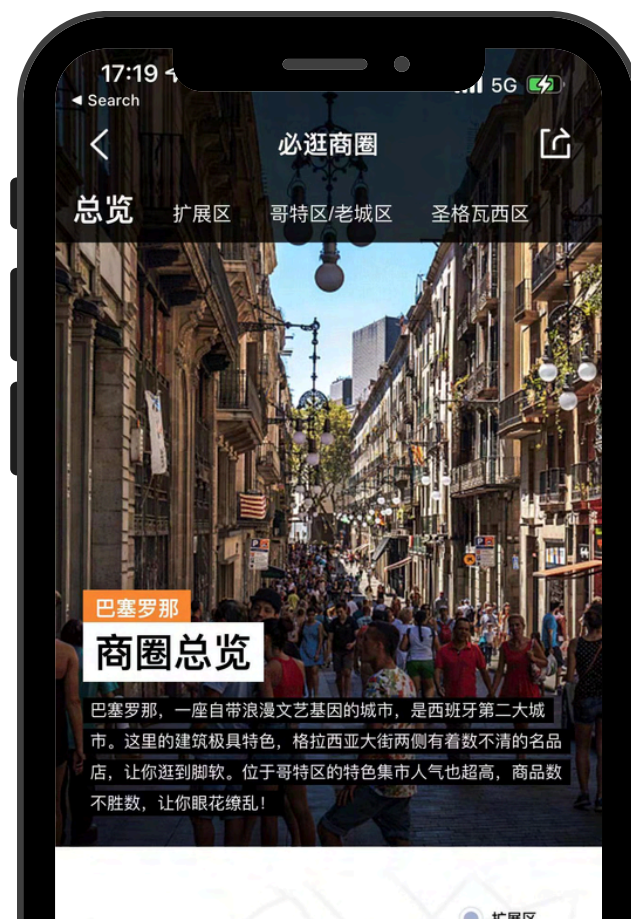 17:19
5G
◀ Search
必逛商圈
总览 扩展区 哥特区/老城区 圣格瓦西区
巴塞罗那
商圈总览
巴塞罗那，一座自带浪漫文艺基因的城市，是西班牙第二大城
市。这里的建筑极具特色，格拉西亚大街两侧有着数不清的名品
店，让你逛到脚软。位于哥特区的特色集市人气也超高，商品数
不胜数，让你眼花缭乱！
扩展区